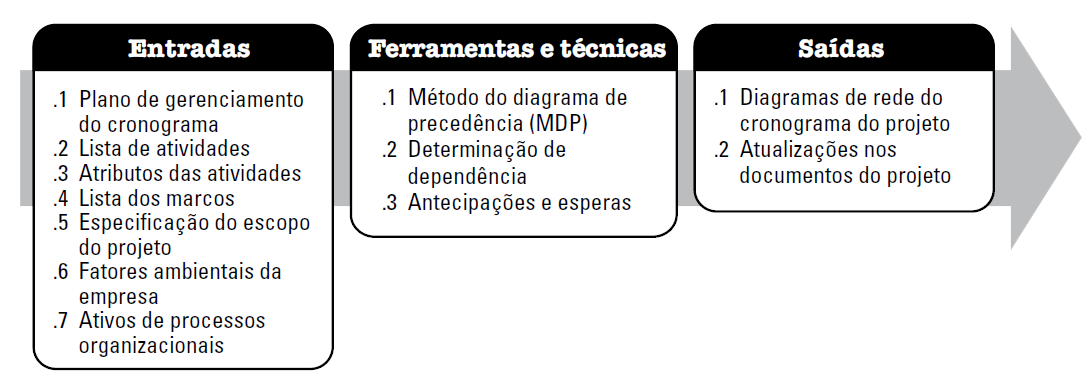 Entradas
.1 Plano de gerenciamento
do cronograma
.2 Lista de atividades
.3 Atributos das atividades
.4 Lista dos marcos
.5 Especificação do escopo
do projeto
.6 Fatores ambientais da
empresa
.7 Ativos de processos
organizacionais
Ferramentas e técnicas
.1 Método do diagrama de
precedência (MDP)
.2 Determinação de
dependência
.3 Antecipações e esperas
Saídas
.1 Diagramas de rede do
cronograma do projeto
.2 Atualizações nos
documentos do projeto